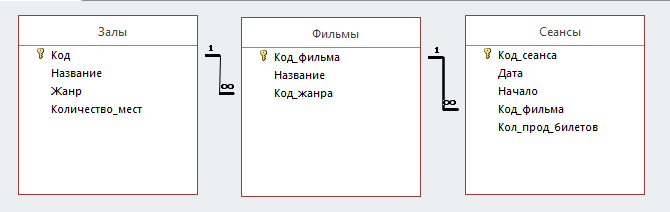 Залы
Код
Название
Жанр
Количество_мест
1
∞
Фильмы
Код_фильма
Название
Код_жанра
1
∞
Сеансы
Код_сеанса
Дата
Начало
Код_фильма
Кол_прод_билетов